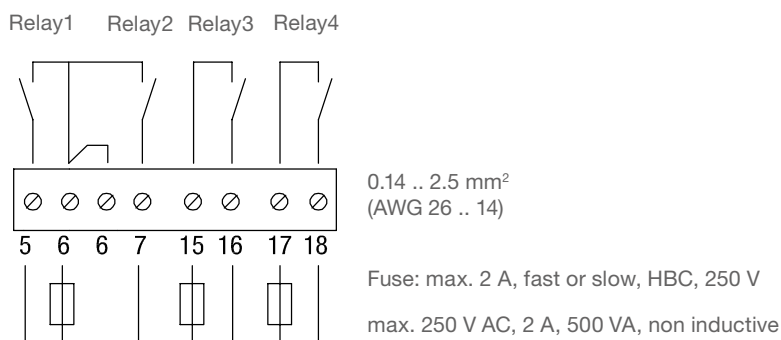 Relay1 Relay2 Relay3 Relay4
0.14 .. 2.5 mm²
(AWG 26 .. 14)
5 6 6 7 15 16 17 18
Fuse: max. 2 A, fast or slow, HBC, 250 V
max. 250 V AC, 2 A, 500 VA, non inductive